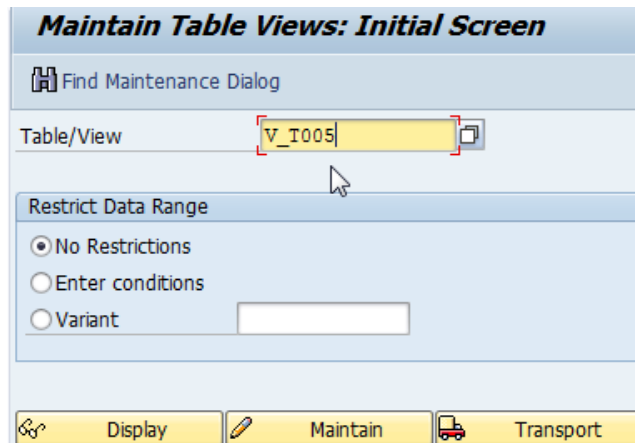 Maintain Table Views: Initial Screen
Find Maintenance Dialog
Table/View V_T005
Restrict Data Range
No Restrictions
Enter conditions
Variant
Display Maintain Transport